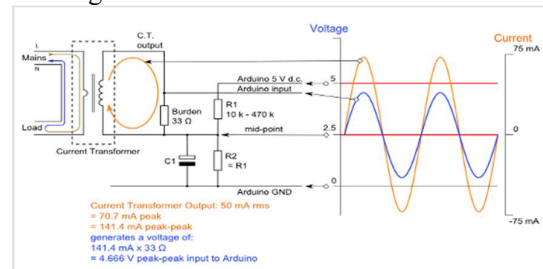 Voltage
Current
C.T.
output
L
Mains
N
75 mA
Arduino 5 V d.c.
5
Arduino input
Burden
33 Ω
R1
10 k - 470 k
mid-point
2.5
0
Load
Current Transformer
C1
R2
= R1
0
Arduino GND
-75 mA
Current Transformer Output: 50 mA rms
= 70.7 mA peak
= 141.4 mA peak-peak
generates a voltage of:
141.4 mA x 33 Ω
= 4.666 V peak-peak input to Arduino